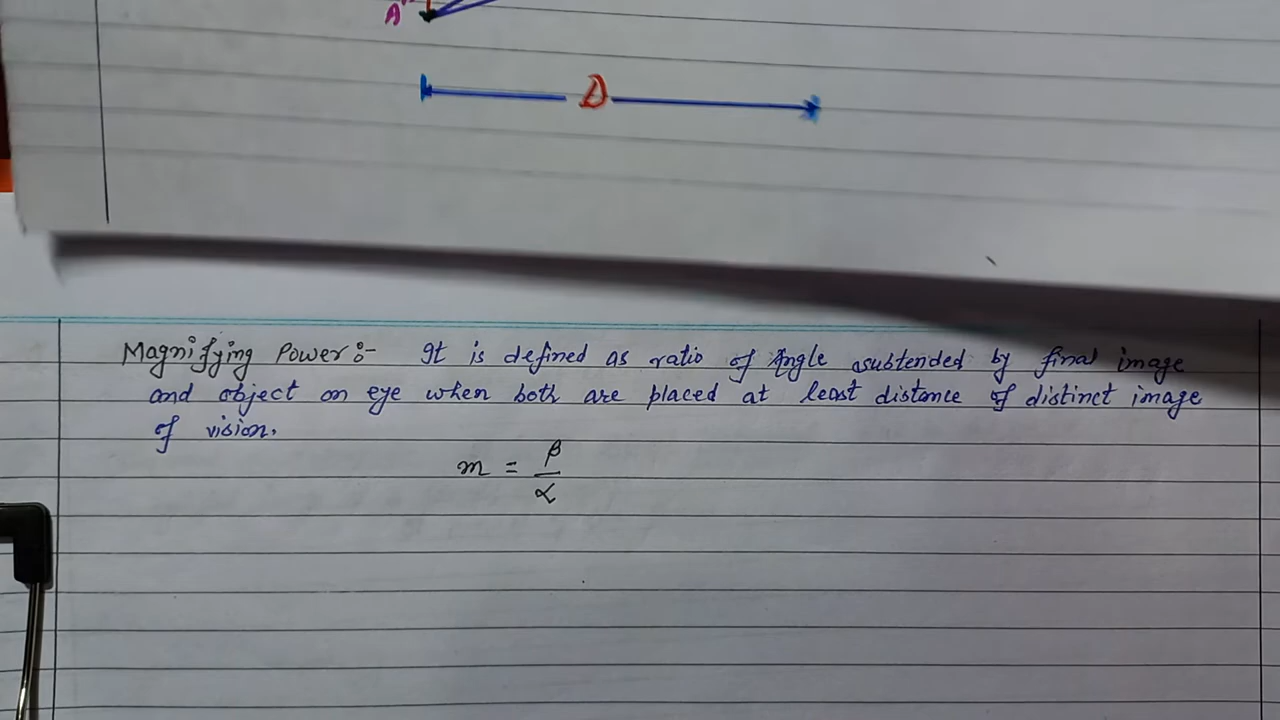 A"
D
Magnifying Power:- It is defined as ratio of Angle subtended by final image
and object on eye when both are placed at least distance of distinct image
of vision.
m = β
α